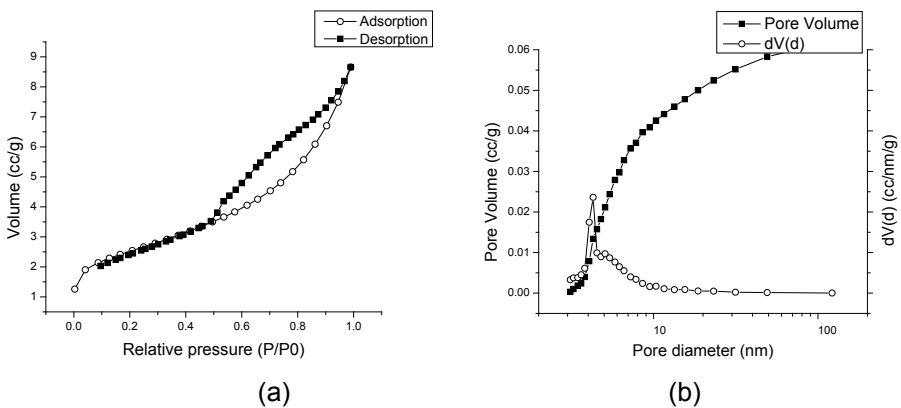 Adsorption
Desorption
9
8
7
6
5
4
3
2
1
Volume (cc/g)
0.0 0.2 0.4 0.6 0.8 1.0
Relative pressure (P/P0)
(a)
Pore Volume
dV(d)
0.06
0.05
0.04
0.03
0.02
0.01
0.00
Pore Volume (cc/g)
dV(d) (cc/nm/g)
10 100
Pore diameter (nm)
(b)